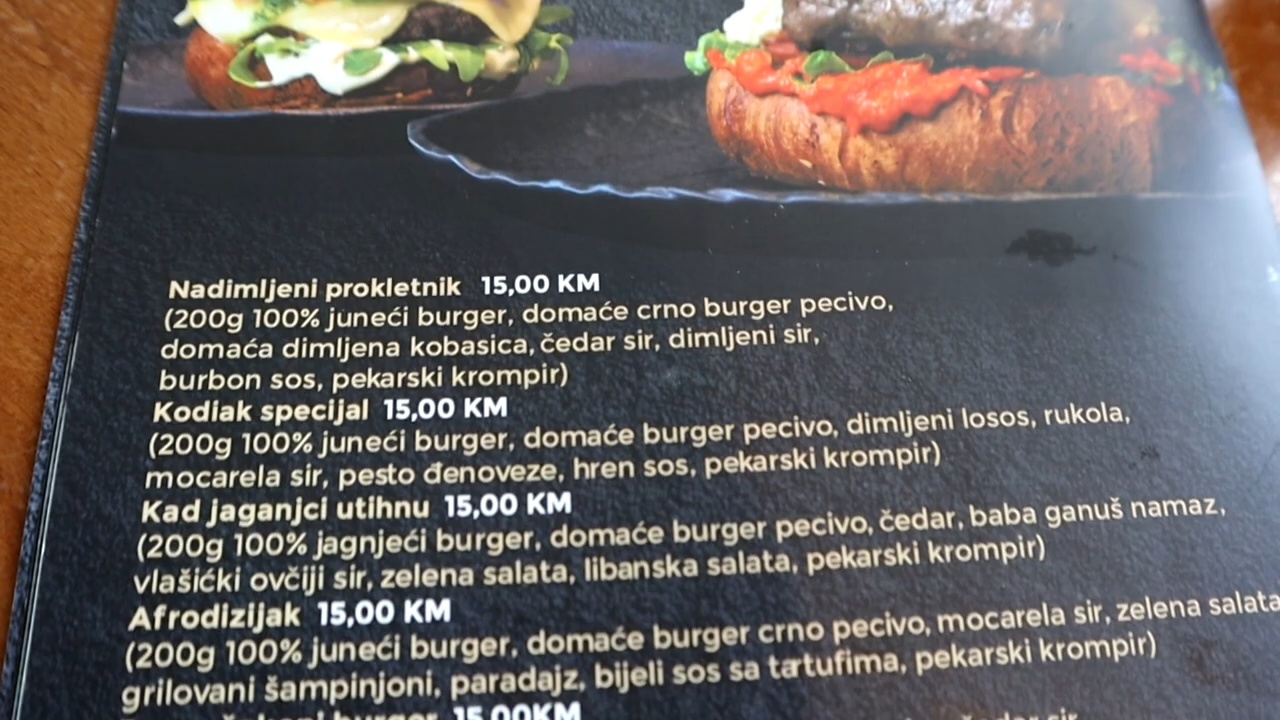 Nadimljeni prokletnik 15,00 KM
(200g 100% juneći burger, domaće crno burger pecivo,
domaća dimljena kobasica, čedar sir, dimljeni sir,
burbon sos, pekarski krompir)
Kodiak specijal 15,00 KM
(200g 100% juneći burger, domaće burger pecivo, dimljeni losos, rukola,
mocarela sir, pesto đenoveze, hren sos, pekarski krompir)
Kad jaganjci utihnu 15,00 KM
(200g 100% jagnjeći burger, domaće burger pecivo, čedar, baba ganuš namaz,
vlašićki ovčiji sir, zelena salata, libanska salata, pekarski krompir)
Afrodizijak 15,00 KM
(200g 100% juneći burger, domaće burger crno pecivo, mocarela sir, zelena salata
grilovani šampinjoni, paradajz, bijeli sos sa tartufima, pekarski krompir)
burger 15,00KM